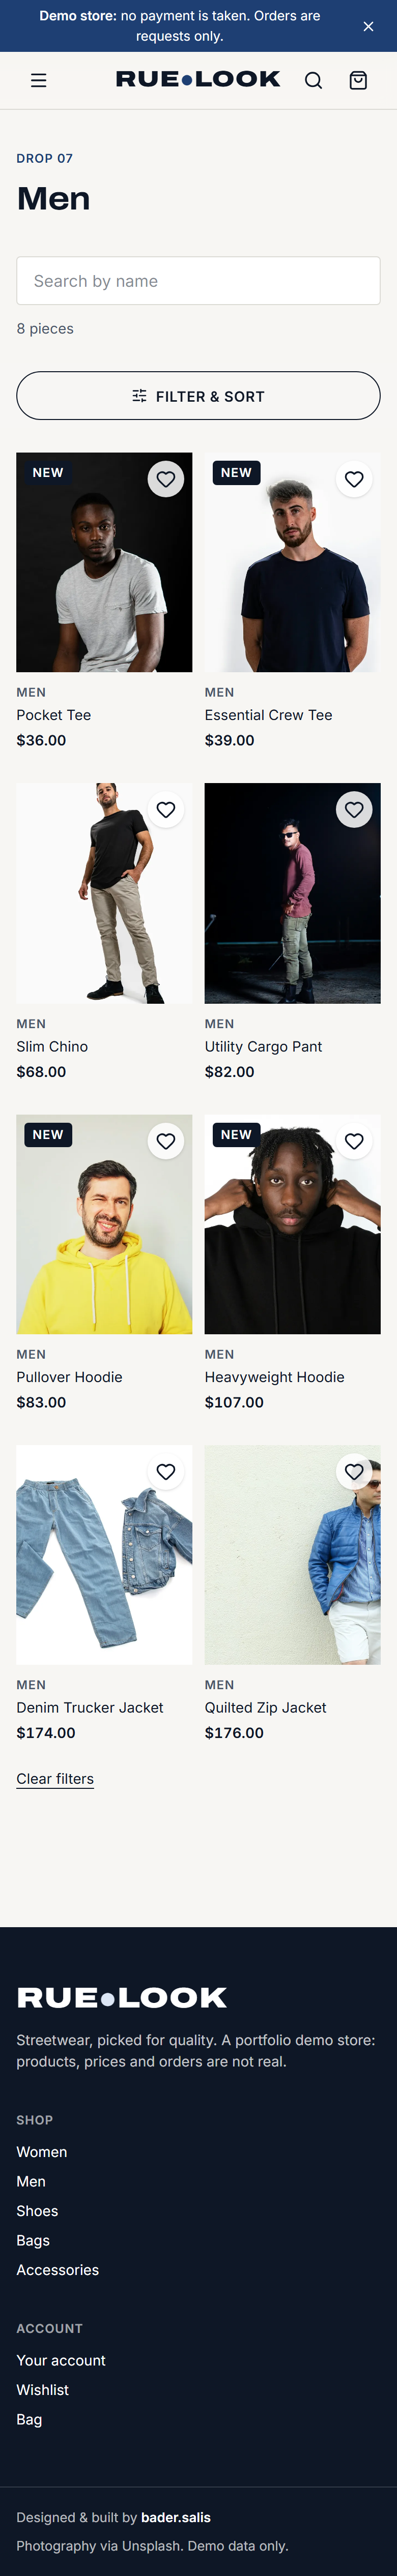 Demo store: no payment is taken. Orders are
requests only.
RUE LOOK
DROP 07
Men
Search by name
8 pieces
FILTER & SORT
NEW
NEW
MEN
Pocket Tee
$36.00
MEN
Essential Crew Tee
$39.00
MEN
Slim Chino
$68.00
MEN
Utility Cargo Pant
$82.00
NEW
NEW
MEN
Pullover Hoodie
$83.00
MEN
Heavyweight Hoodie
$107.00
MEN
Denim Trucker Jacket
$174.00
MEN
Quilted Zip Jacket
$176.00
Clear filters
RUE LOOK
Streetwear, picked for quality. A portfolio demo store:
products, prices and orders are not real.
SHOP
Women
Men
Shoes
Bags
Accessories
ACCOUNT
Your account
Wishlist
Bag
Designed & built by bader.salis
Photography via Unsplash. Demo data only.